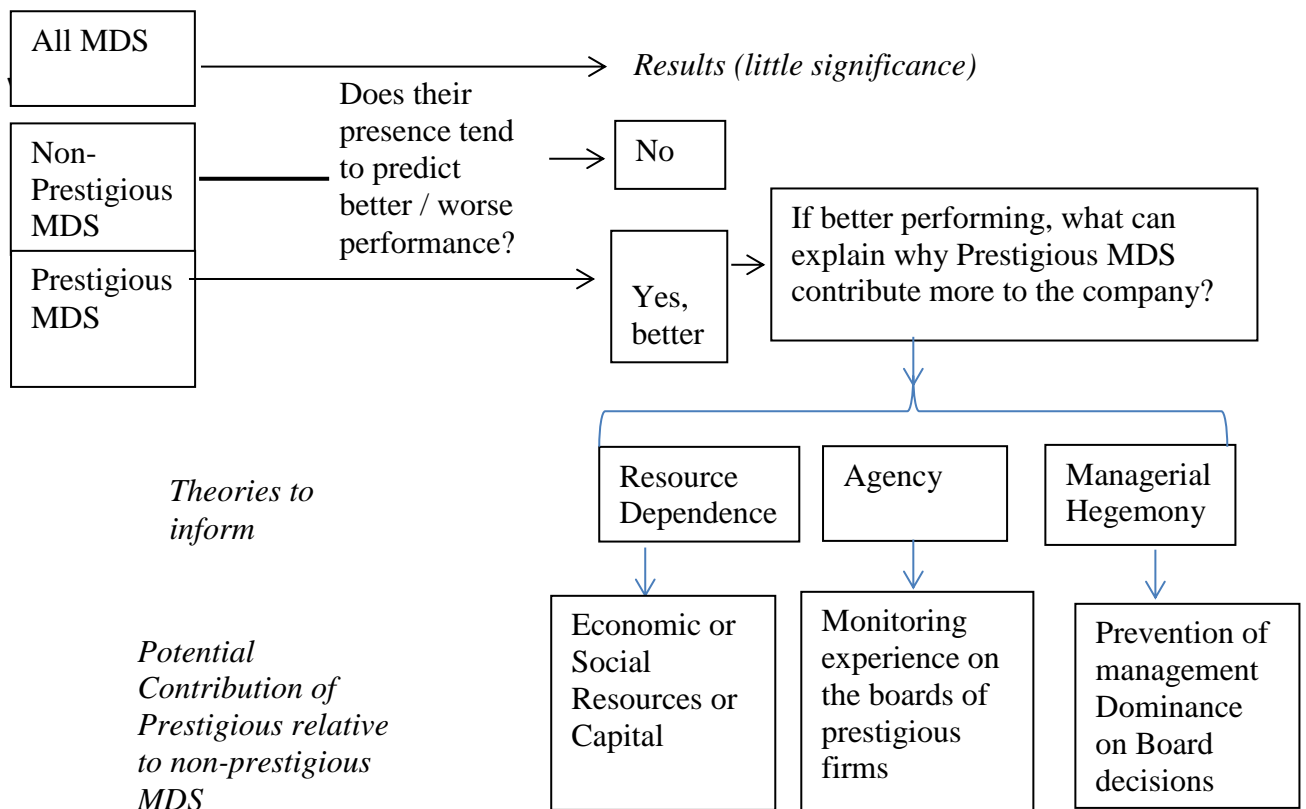 All MDS
Results (little significance)
Does their
presence tend
to predict
better / worse
performance?
Non-
Prestigious
MDS
No
Prestigious
MDS
Yes,
better
If better performing, what can
explain why Prestigious MDS
contribute more to the company?
Theories to
inform
Resource
Dependence
Agency
Managerial
Hegemony
Potential
Contribution of
Prestigious relative
to non-prestigious
MDS
Economic or
Social
Resources or
Capital
Monitoring
experience on
the boards of
prestigious
firms
Prevention of
management
Dominance
on Board
decisions